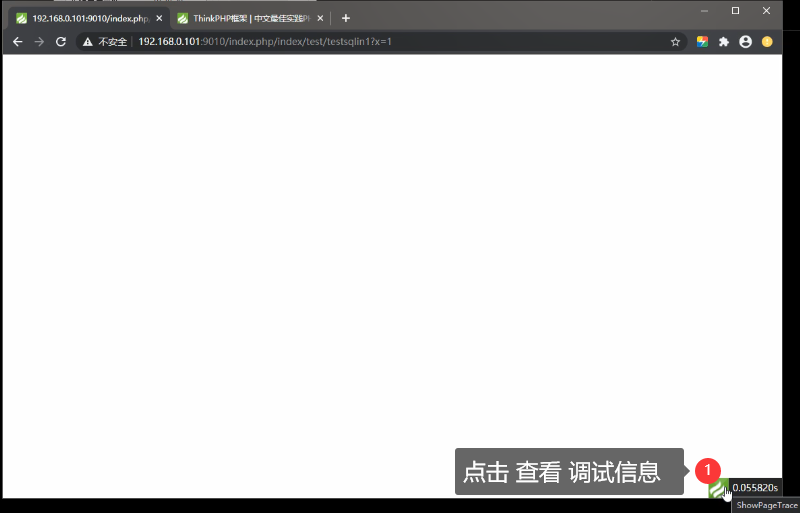 192.168.0.101:9010/index.php
ThinkPHP框架 | 中文最佳实践P
不安全
192.168.0.101:9010/index.php/index/test/testsqlin1?x=1
点击 查看 调试信息
1
0.055820s
ShowPageTrace